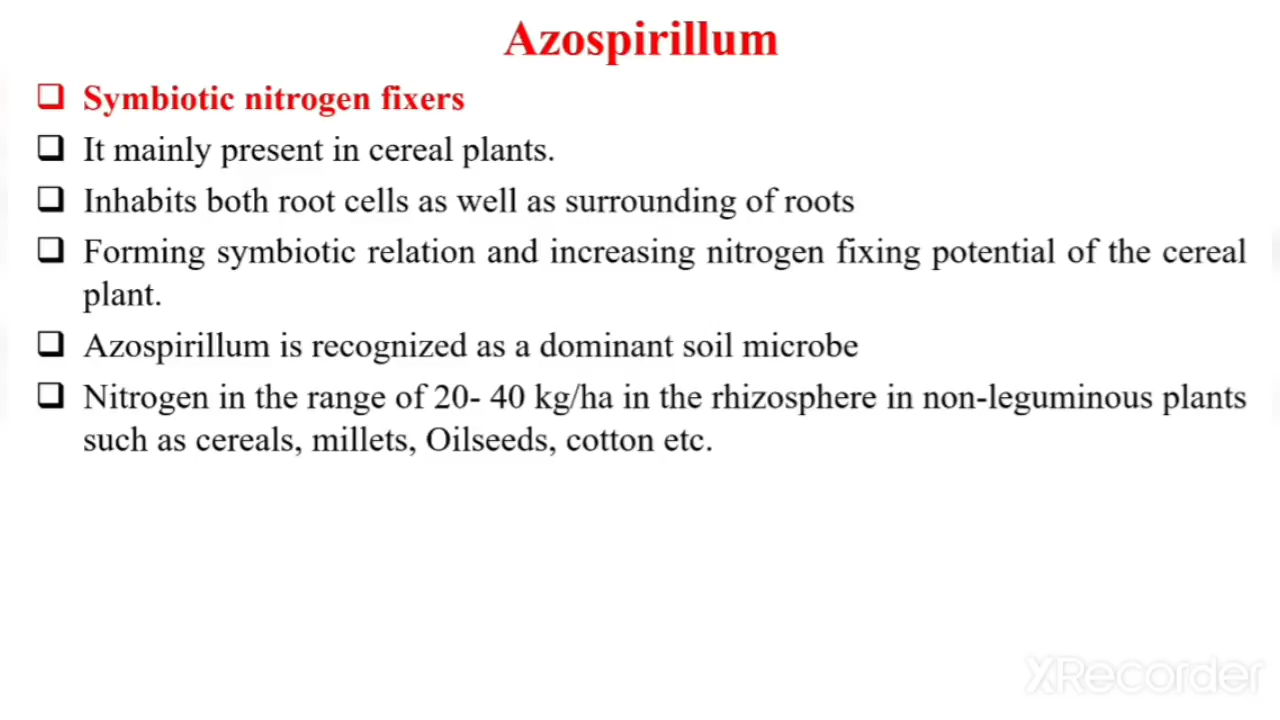 Azospirillum
❑ Symbiotic nitrogen fixers
❑ It mainly present in cereal plants.
❑ Inhabits both root cells as well as surrounding of roots
❑ Forming symbiotic relation and increasing nitrogen fixing potential of the cereal
plant.
❑ Azospirillum is recognized as a dominant soil microbe
❑ Nitrogen in the range of 20- 40 kg/ha in the rhizosphere in non-leguminous plants
such as cereals, millets, Oilseeds, cotton etc.
XRecorder